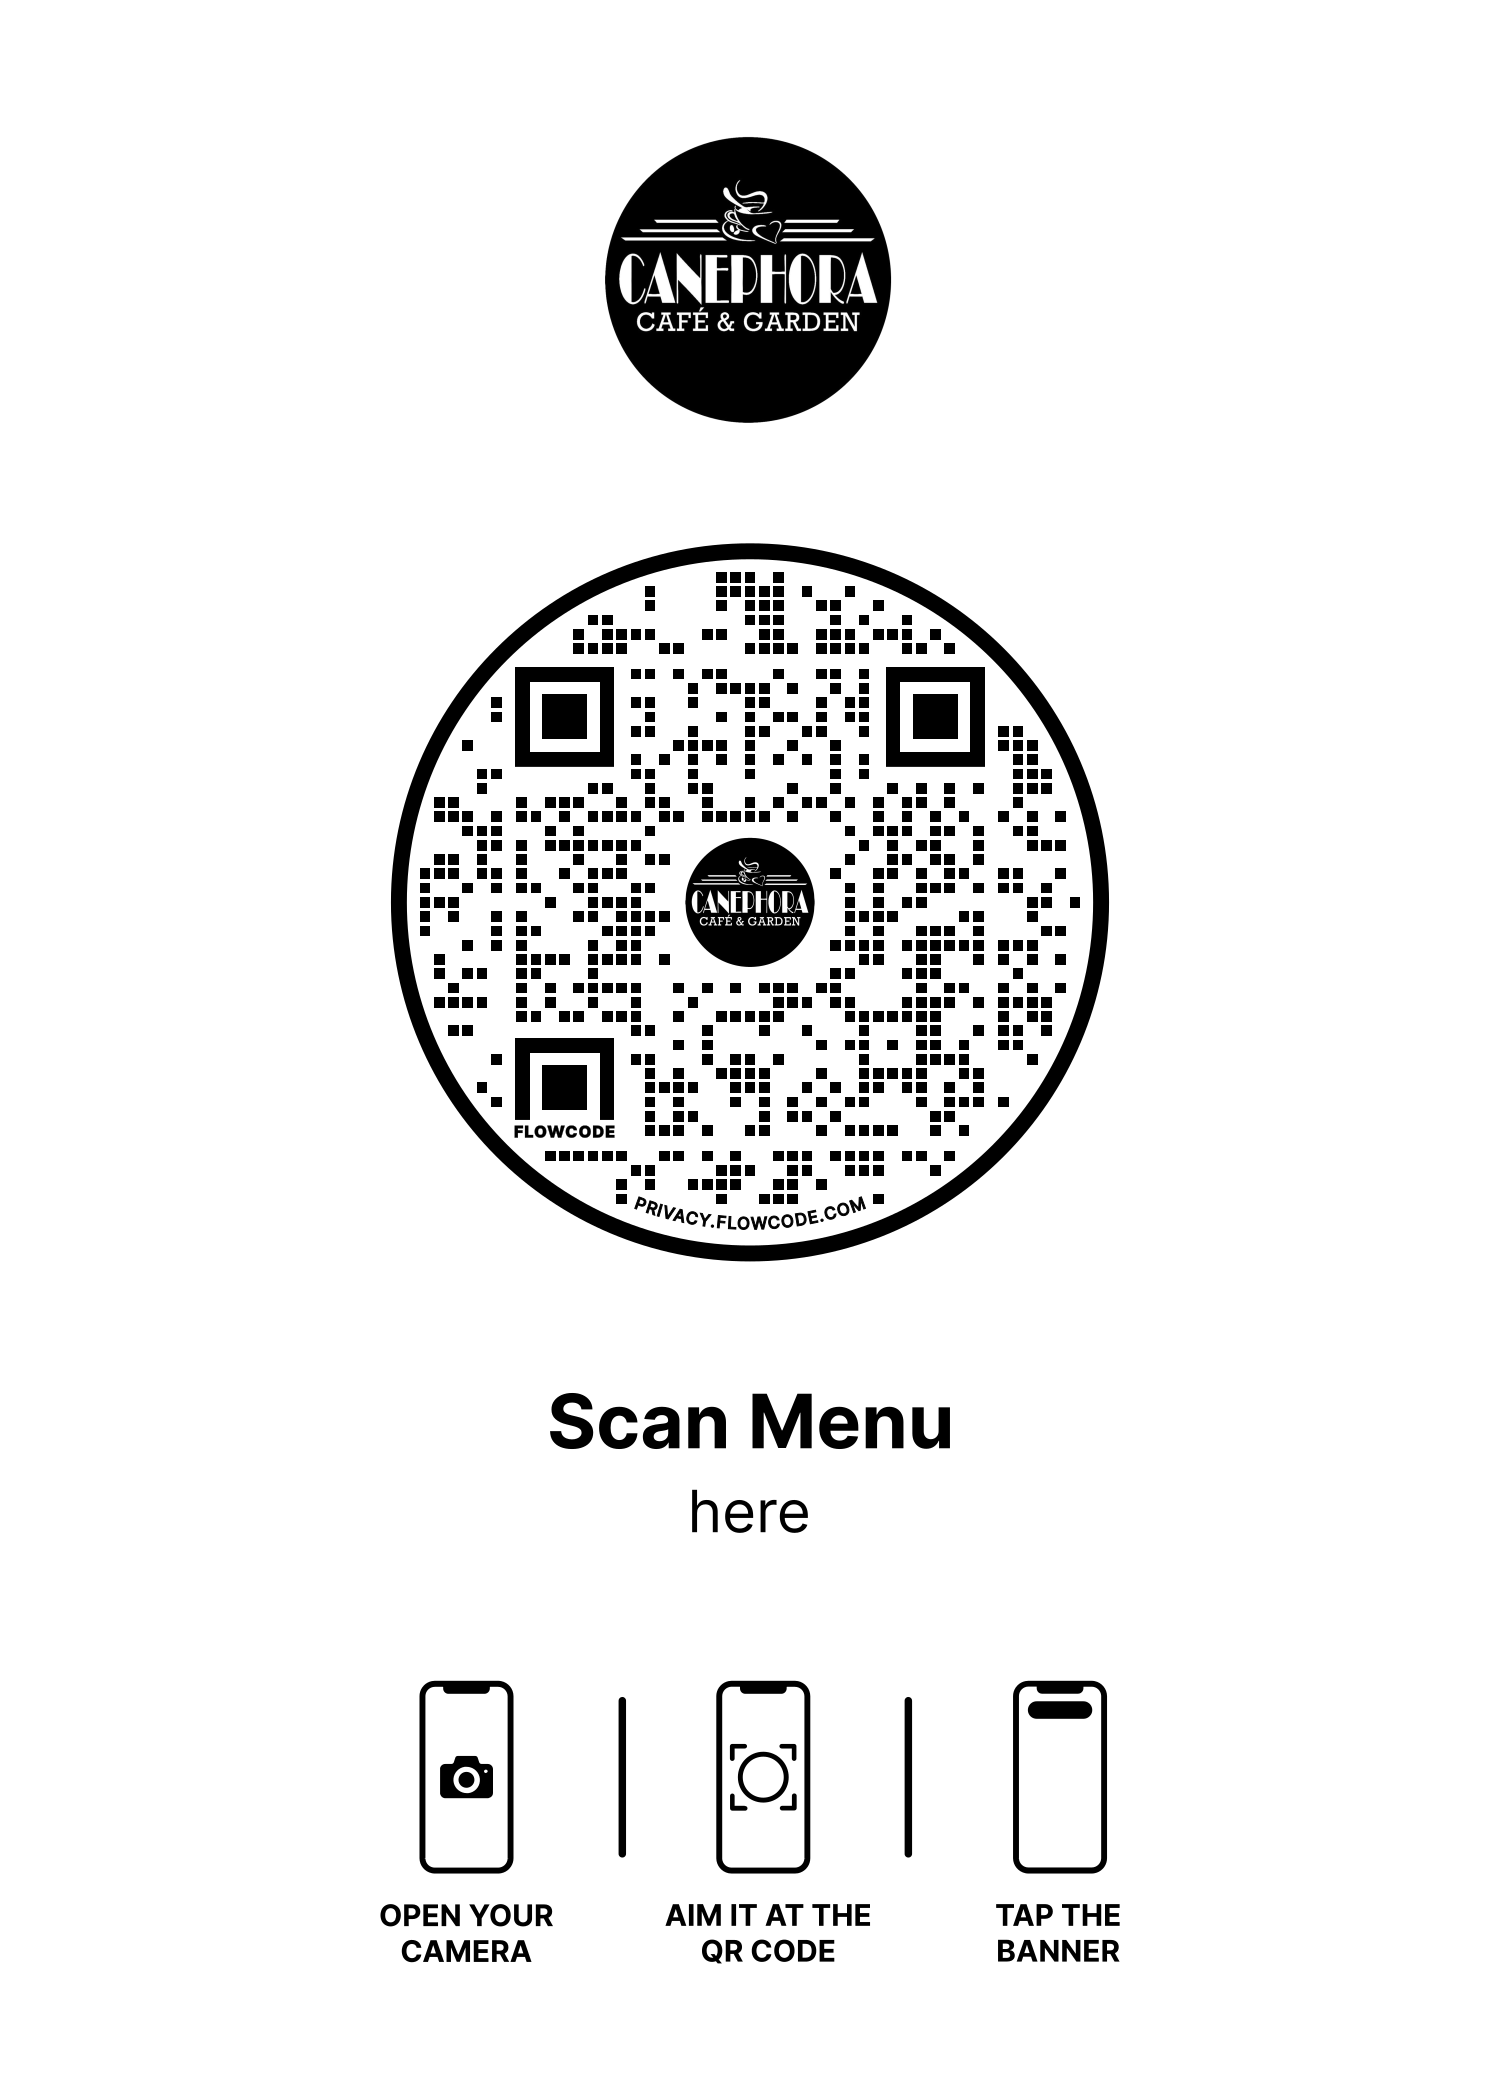 CANEPHORA
CAFÉ & GARDEN
CANEPHORA
CAFÉ & GARDEN
FLOWCODE
PRIVACY.FLOWCODE.COM
Scan Menu
here
OPEN YOUR
CAMERA
AIM IT AT THE
QR CODE
TAP THE
BANNER